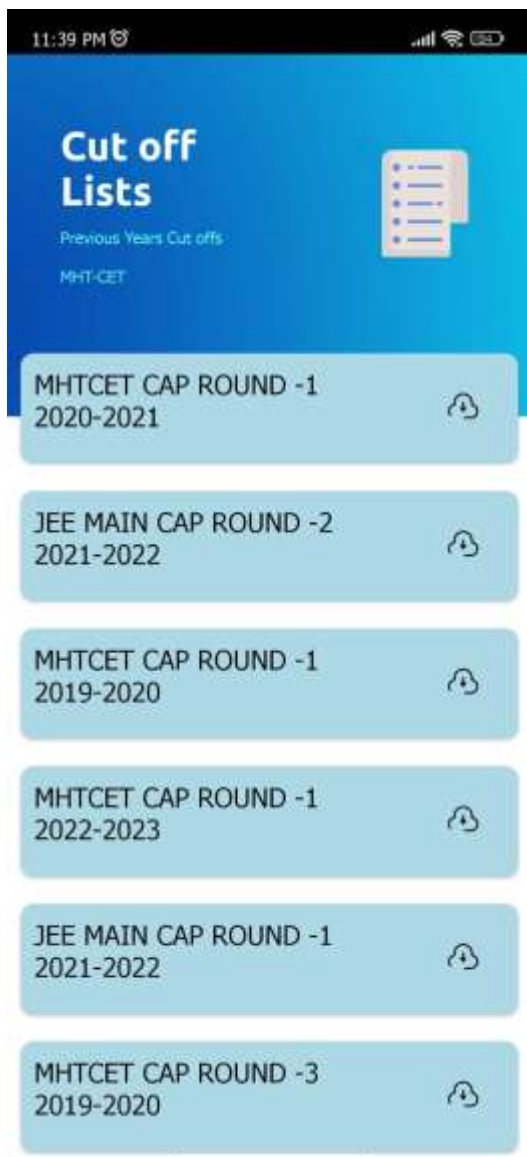 11:39 PM
Cut off
Lists
Previous Years Cut offs
MHT-CET
MHTCET CAP ROUND -1
2020-2021
JEE MAIN CAP ROUND -2
2021-2022
MHTCET CAP ROUND -1
2019-2020
MHTCET CAP ROUND -1
2022-2023
JEE MAIN CAP ROUND -1
2021-2022
MHTCET CAP ROUND -3
2019-2020